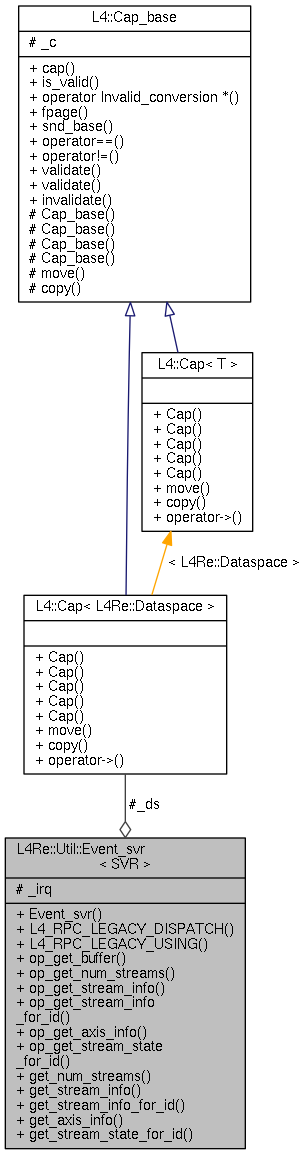 L4::Cap_base
# _c
+ cap()
+ is_valid()
+ operator Invalid_conversion *()
+ fpage()
+ snd_base()
+ operator==()
+ operator!=()
+ validate()
+ validate()
+ invalidate()
# Cap_base()
# Cap_base()
# Cap_base()
# Cap_base()
# move()
# copy()
L4::Cap< T >
+ Cap()
+ Cap()
+ Cap()
+ Cap()
+ Cap()
+ move()
+ copy()
+ operator->()
< L4Re::Dataspace >
L4::Cap< L4Re::Dataspace >
+ Cap()
+ Cap()
+ Cap()
+ Cap()
+ Cap()
+ move()
+ copy()
+ operator->()
#_ds
L4Re::Util::Event_svr
< SVR >
# _irq
+ Event_svr()
+ L4_RPC_LEGACY_DISPATCH()
+ L4_RPC_LEGACY_USING()
+ op_get_buffer()
+ op_get_num_streams()
+ op_get_stream_info()
+ op_get_stream_info
_for_id()
+ op_get_axis_info()
+ op_get_stream_state
_for_id()
+ get_num_streams()
+ get_stream_info()
+ get_stream_info_for_id()
+ get_axis_info()
+ get_stream_state_for_id()